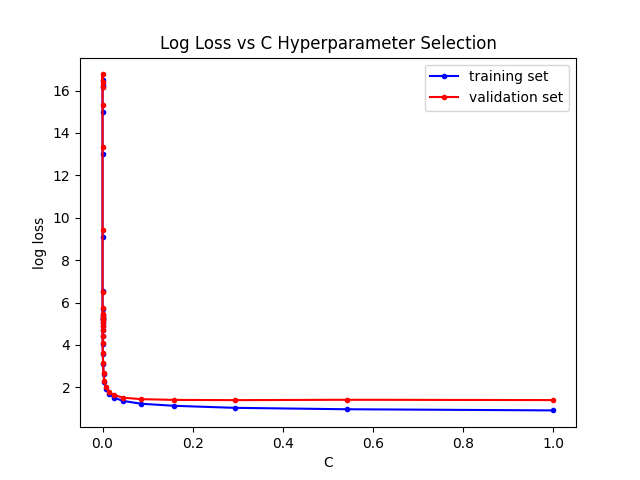 Log Loss vs C Hyperparameter Selection
training set
validation set
16
14
12
10
8
6
4
2
log loss
0.0 0.2 0.4 0.6 0.8 1.0
C